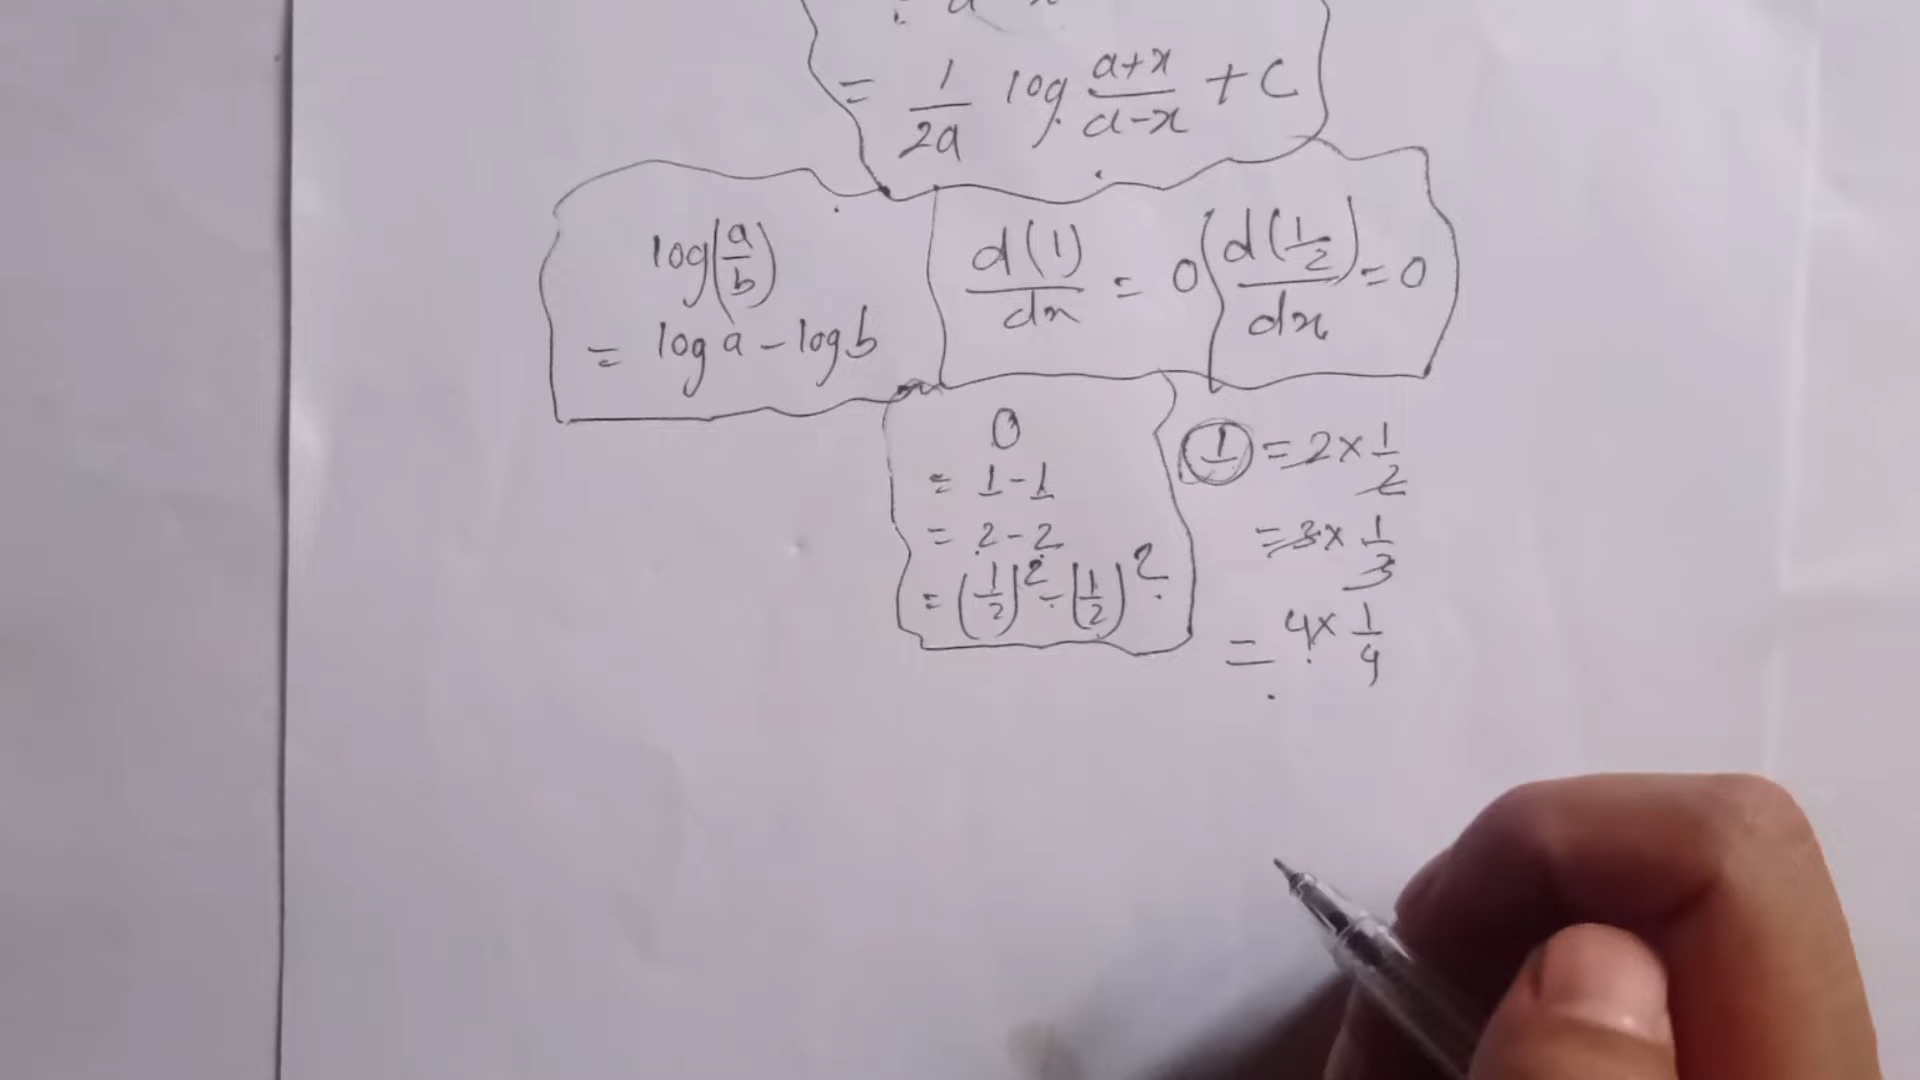 = 1/2a log a+x/a-x + C
log(a/b)
= log a - log b
d(1)/dx = 0
d(1/2)/dx = 0
0
= 1-1
= 2-2
= (1/2)² - (1/2)²
1 = 2 x 1/2
= 3 x 1/3
= 4 x 1/4